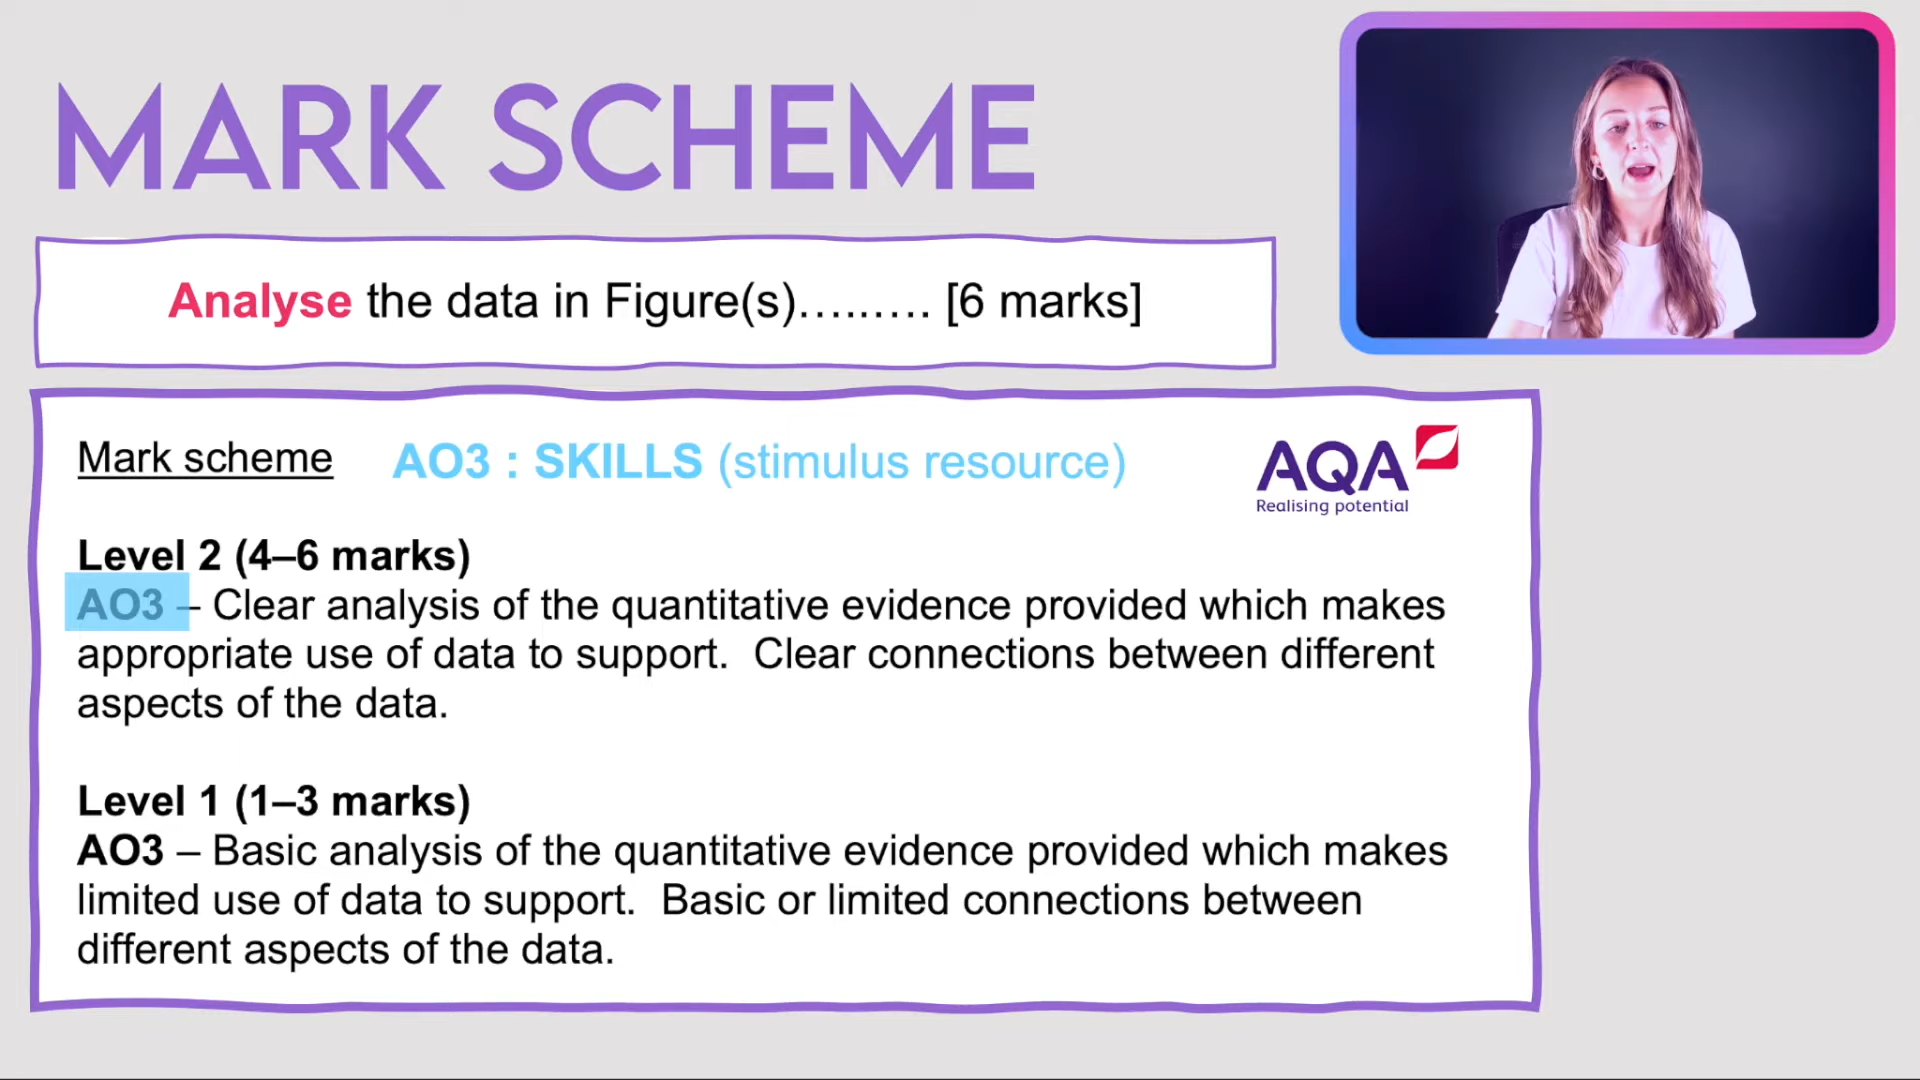 MARK SCHEME
Analyse the data in Figure(s)…..…. [6 marks]
Mark scheme AO3 : SKILLS (stimulus resource)
AQA
Realising potential
Level 2 (4–6 marks)
AO3 – Clear analysis of the quantitative evidence provided which makes
appropriate use of data to support.  Clear connections between different
aspects of the data.
Level 1 (1–3 marks)
AO3 – Basic analysis of the quantitative evidence provided which makes
limited use of data to support.  Basic or limited connections between
different aspects of the data.